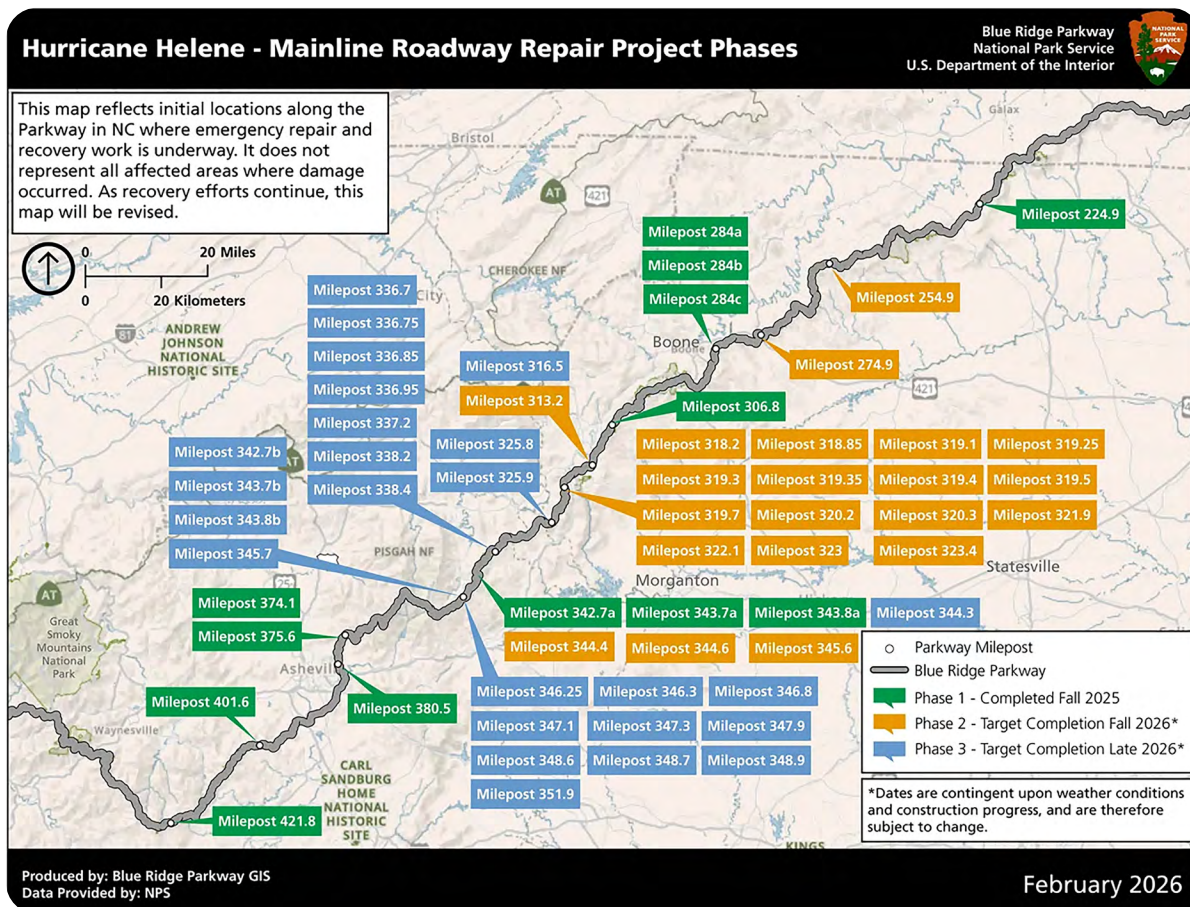 Hurricane Helene - Mainline Roadway Repair Project Phases
Blue Ridge Parkway
National Park Service
U.S. Department of the Interior
NATIONAL
PARK
SERVICE
This map reflects initial locations along the
Parkway in NC where emergency repair and
recovery work is underway. It does not
represent all affected areas where damage
occurred. As recovery efforts continue, this
map will be revised.
0 20 Miles
0 20 Kilometers
Galax
Bristol
AT
421
Milepost 224.9
Milepost 284a
Milepost 284b
Milepost 284c
CHEROKEE NF
Milepost 254.9
City
81
ANDREW
JOHNSON
NATIONAL
HISTORIC SITE
Boone
Boone
Milepost 274.9
421
Milepost 336.7
Milepost 336.75
Milepost 336.85
Milepost 336.95
Milepost 337.2
Milepost 338.2
Milepost 338.4
Milepost 316.5
Milepost 313.2
Milepost 306.8
Milepost 325.8
Milepost 325.9
Milepost 318.2 Milepost 318.85 Milepost 319.1 Milepost 319.25
Milepost 319.3 Milepost 319.35 Milepost 319.4 Milepost 319.5
Milepost 319.7 Milepost 320.2 Milepost 320.3 Milepost 321.9
Milepost 322.1 Milepost 323 Milepost 323.4
AT
Milepost 342.7b
Milepost 343.7b
Milepost 343.8b
Milepost 345.7
PISGAH NF
25
Statesville
Morganton
AT
Great
Smoky
Mountains
National
Park
Milepost 374.1
Milepost 375.6
Milepost 342.7a Milepost 343.7a Milepost 343.8a Milepost 344.3
Milepost 344.4 Milepost 344.6 Milepost 345.6
Ashevill
Milepost 380.5
Milepost 401.6
Waynesville
Milepost 346.25 Milepost 346.3 Milepost 346.8
Milepost 347.1 Milepost 347.3 Milepost 347.9
Milepost 348.6 Milepost 348.7 Milepost 348.9
Milepost 351.9
CARL
SANDBURG
HOME
NATIONAL
HISTORIC
SITE
Milepost 421.8
KINGS
Parkway Milepost
Blue Ridge Parkway
Phase 1 - Completed Fall 2025
Phase 2 - Target Completion Fall 2026*
Phase 3 - Target Completion Late 2026*
*Dates are contingent upon weather conditions
and construction progress, and are therefore
subject to change.
Produced by: Blue Ridge Parkway GIS
Data Provided by: NPS
February 2026